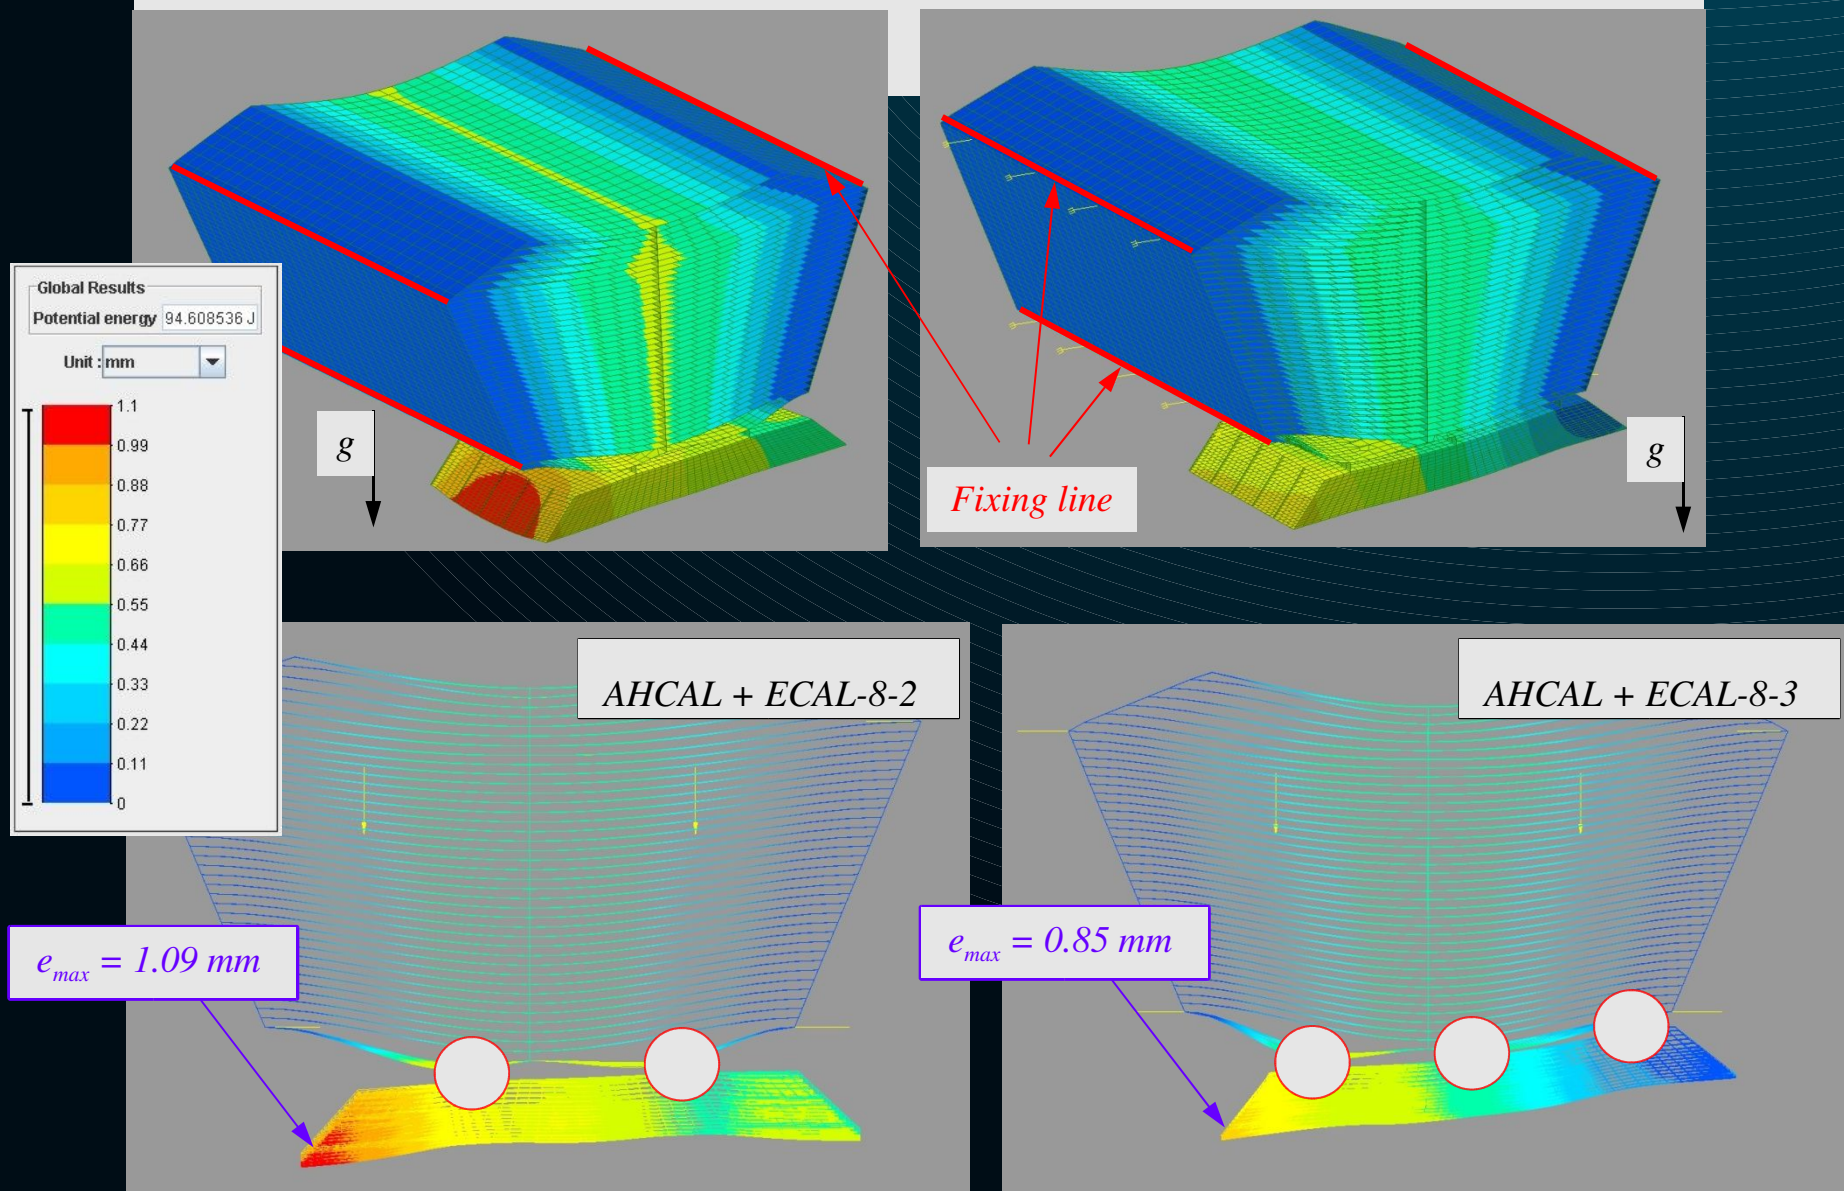 Global Results
Potential energy 94.608536 J
Unit : mm
1.1
0.99
0.88
0.77
0.66
0.55
0.44
0.33
0.22
0.11
0
g
Fixing line
g
AHCAL + ECAL-8-2
AHCAL + ECAL-8-3
emax = 1.09 mm
emax = 0.85 mm